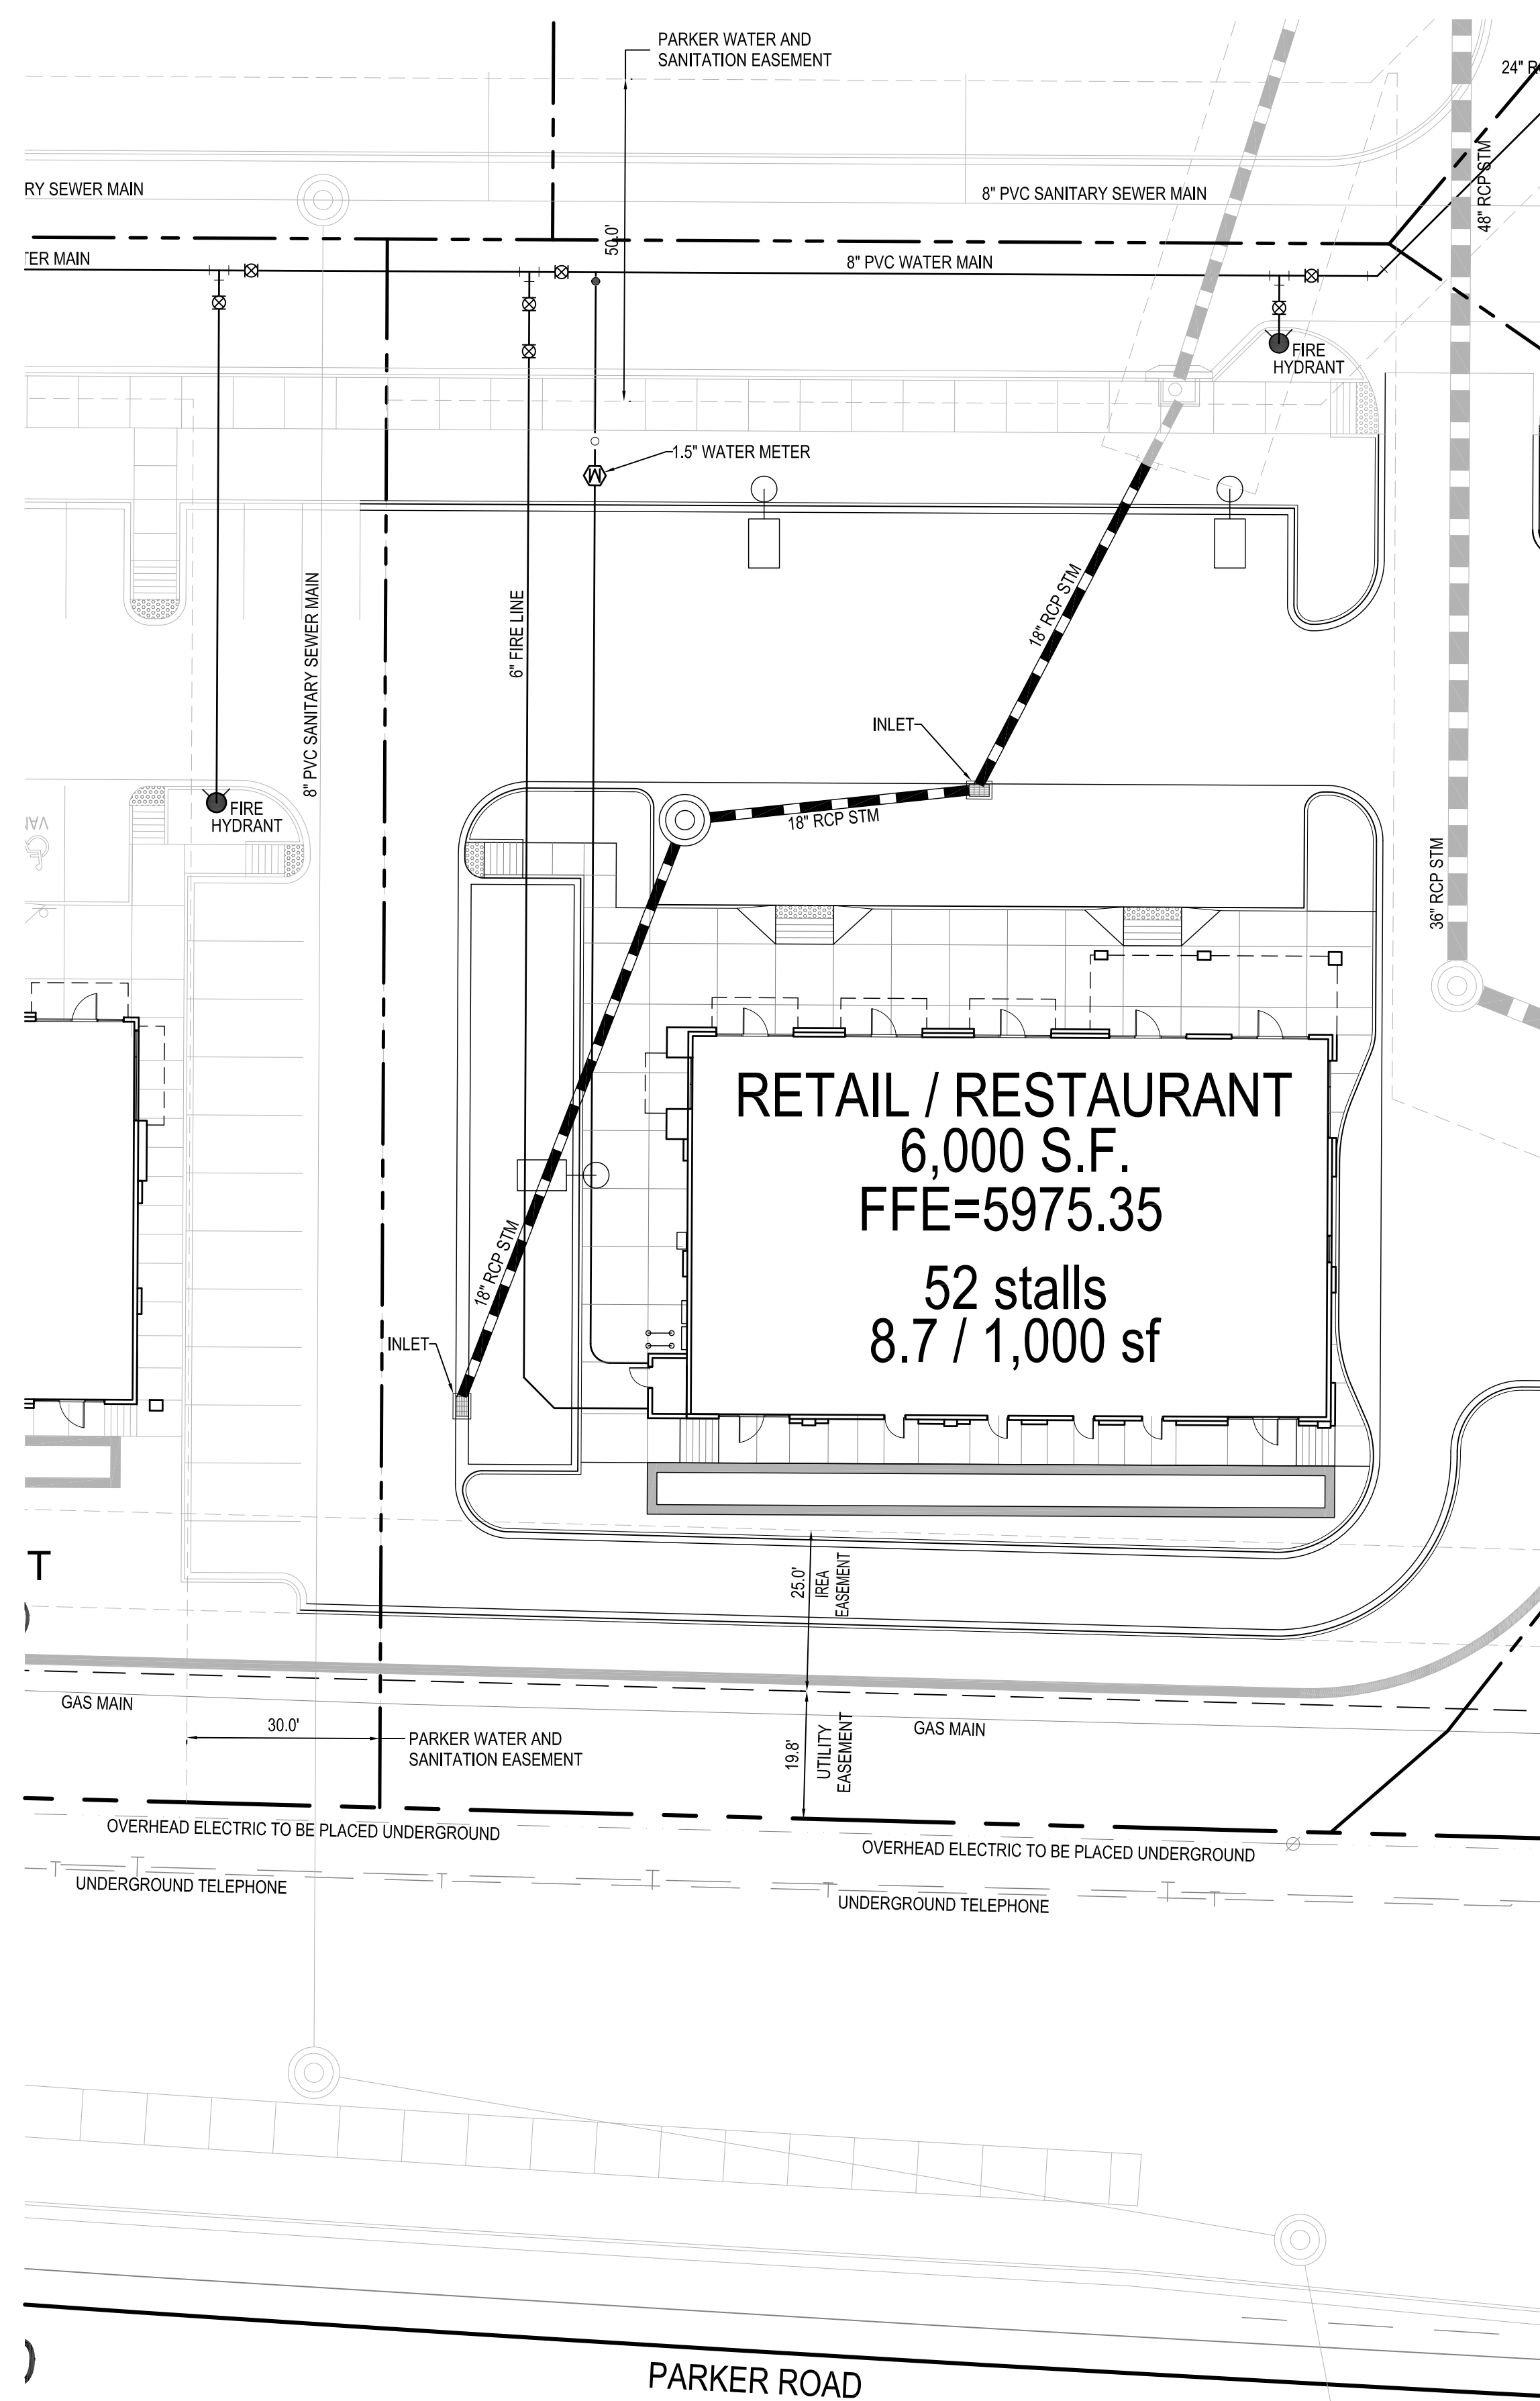 PARKER WATER AND
SANITATION EASEMENT
24" R
RY SEWER MAIN
8" PVC SANITARY SEWER MAIN
48" RCP STM
50.0'
TER MAIN
8" PVC WATER MAIN
FIRE
HYDRANT
1.5" WATER METER
18" RCP STM
6" FIRE LINE
8" PVC SANITARY SEWER MAIN
INLET
FIRE
HYDRANT
VAN
18" RCP STM
36" RCP STM
RETAIL / RESTAURANT
6,000 S.F.
FFE=5975.35
52 stalls
8.7 / 1,000 sf
18" RCP STM
INLET
T
25.0'
IREA
EASEMENT
GAS MAIN
30.0'
PARKER WATER AND
SANITATION EASEMENT
19.8'
UTILITY
EASEMENT
GAS MAIN
OVERHEAD ELECTRIC TO BE PLACED UNDERGROUND
OVERHEAD ELECTRIC TO BE PLACED UNDERGROUND
UNDERGROUND TELEPHONE
UNDERGROUND TELEPHONE
PARKER ROAD